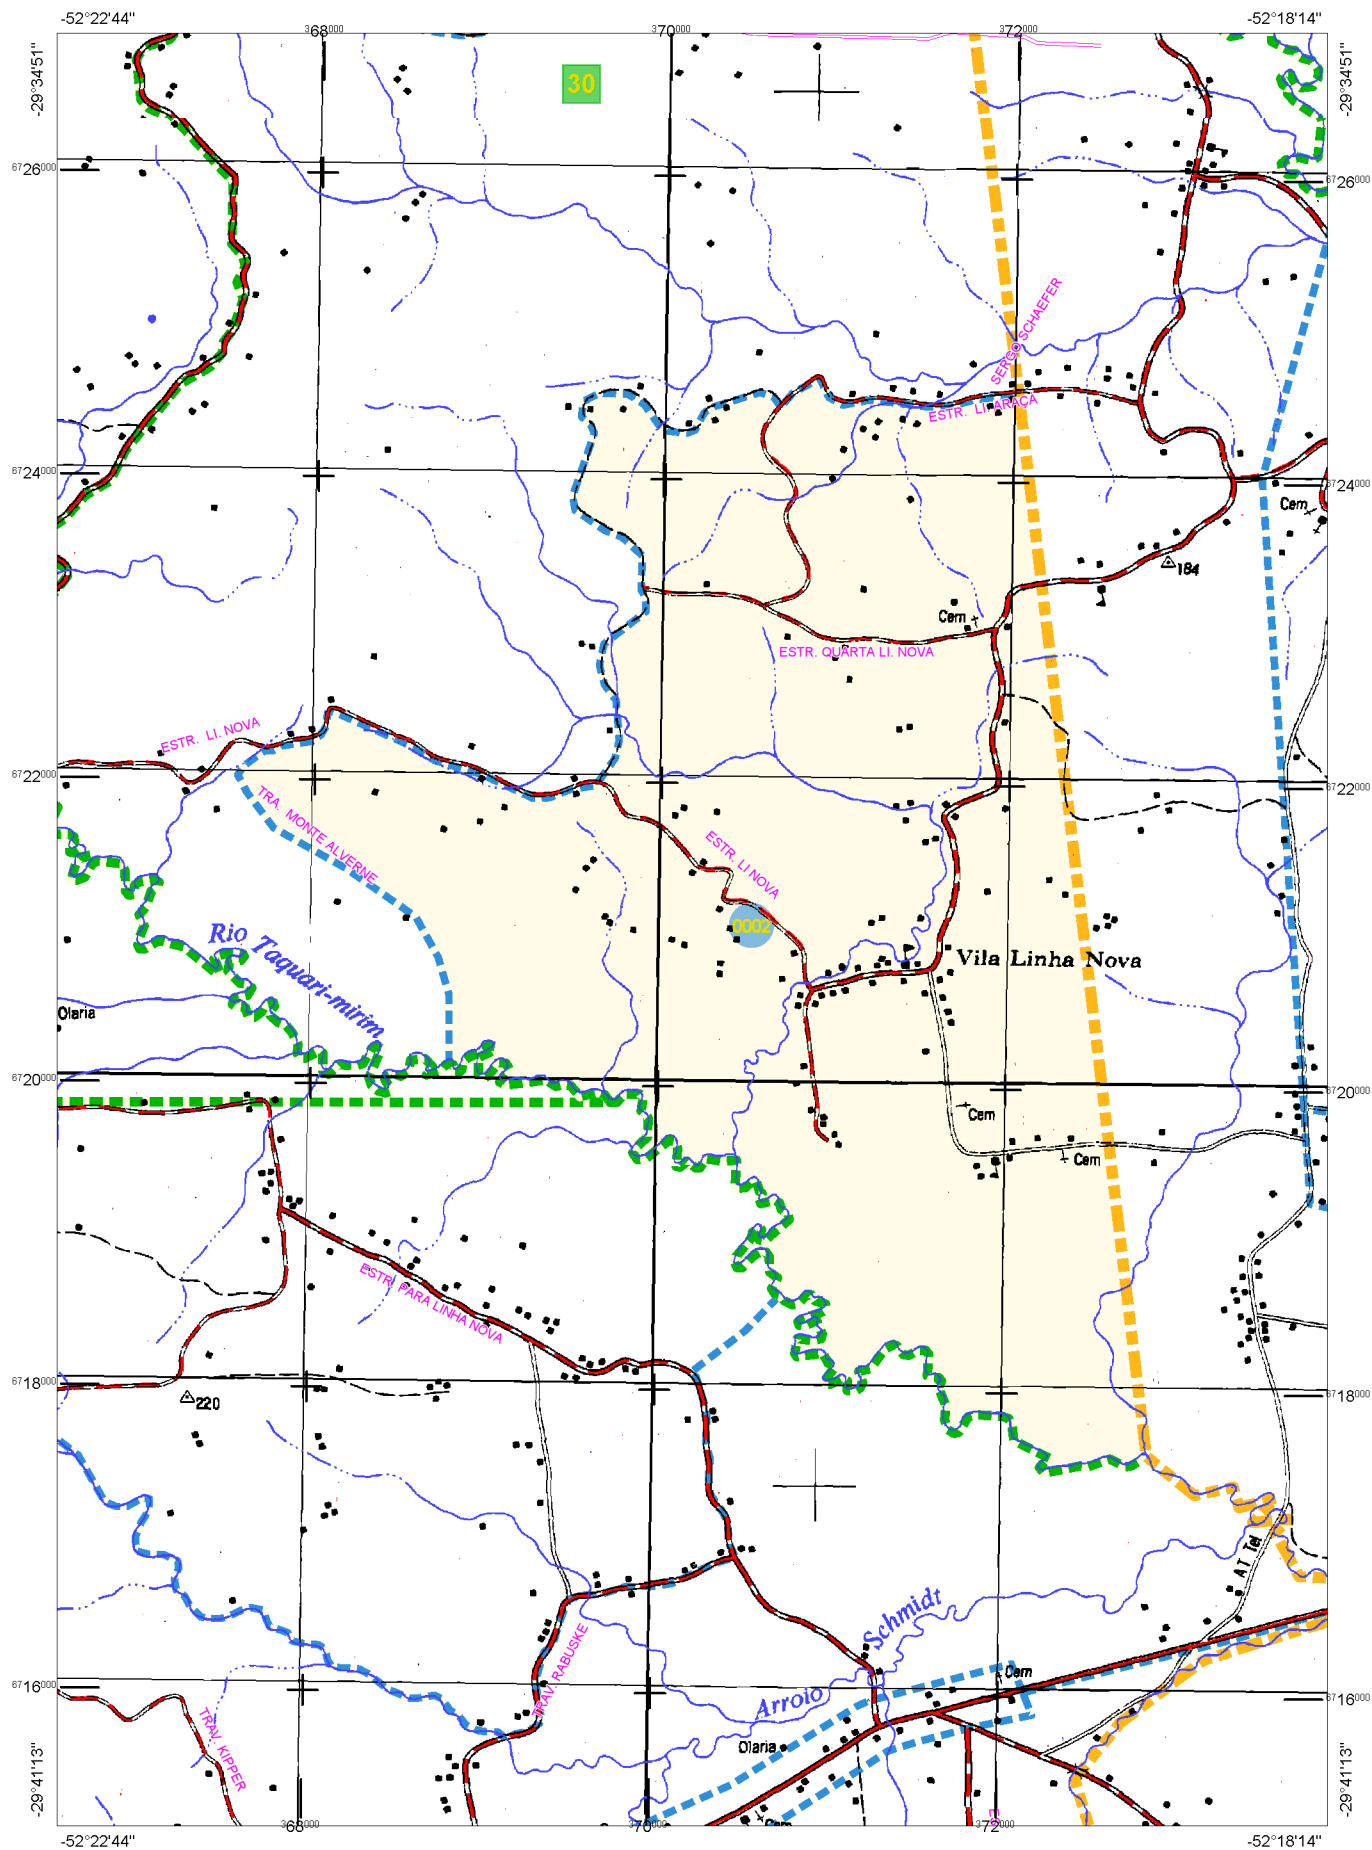 -52°22'44"
368000
370000
372000
-52°18'14"
-29°34'51"
-29°34'51"
30
6726000
6726000
SERGO SCHAEFER
ESTR. LI. ARAÇA
6724000
6724000
Cem
184
Cem
ESTR. QUARTA LI. NOVA
ESTR. LI. NOVA
6722000
6722000
TRA. MONTE ALVERNE
ESTR. LI NOVA
0002
Rio Taquari-mirim
Vila Linha Nova
Olaria
6720000
6720000
Cem
Cem
ESTR. PARA LINHA NOVA
6718000
6718000
220
AT Tel
Schmidt
TRAV. RABUSKE
Cem
6716000
6716000
Arroio
TRAV. KIPPER
Olaria
-29°41'13"
-29°41'13"
Cem
368000
370000
372000
-52°22'44"
-52°18'14"